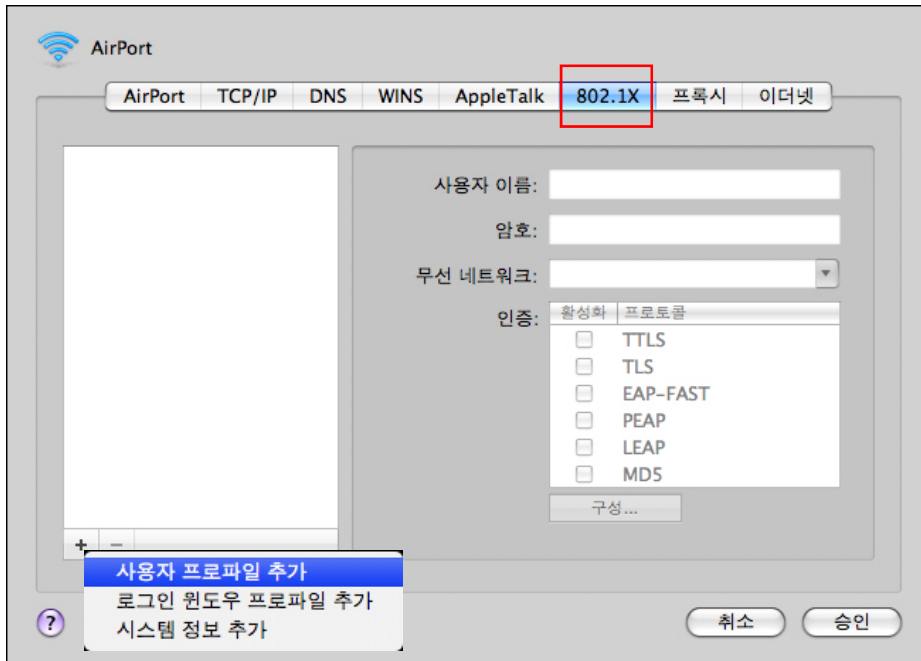 AirPort
AirPort TCP/IP DNS WINS AppleTalk 802.1X 프록시 이더넷
사용자 이름:
암호:
무선 네트워크:
인증:
활성화 프로토콜
TTLS
TLS
EAP-FAST
PEAP
LEAP
MD5
구성...
+ −
사용자 프로파일 추가
로그인 윈도우 프로파일 추가
시스템 정보 추가
? 취소 승인